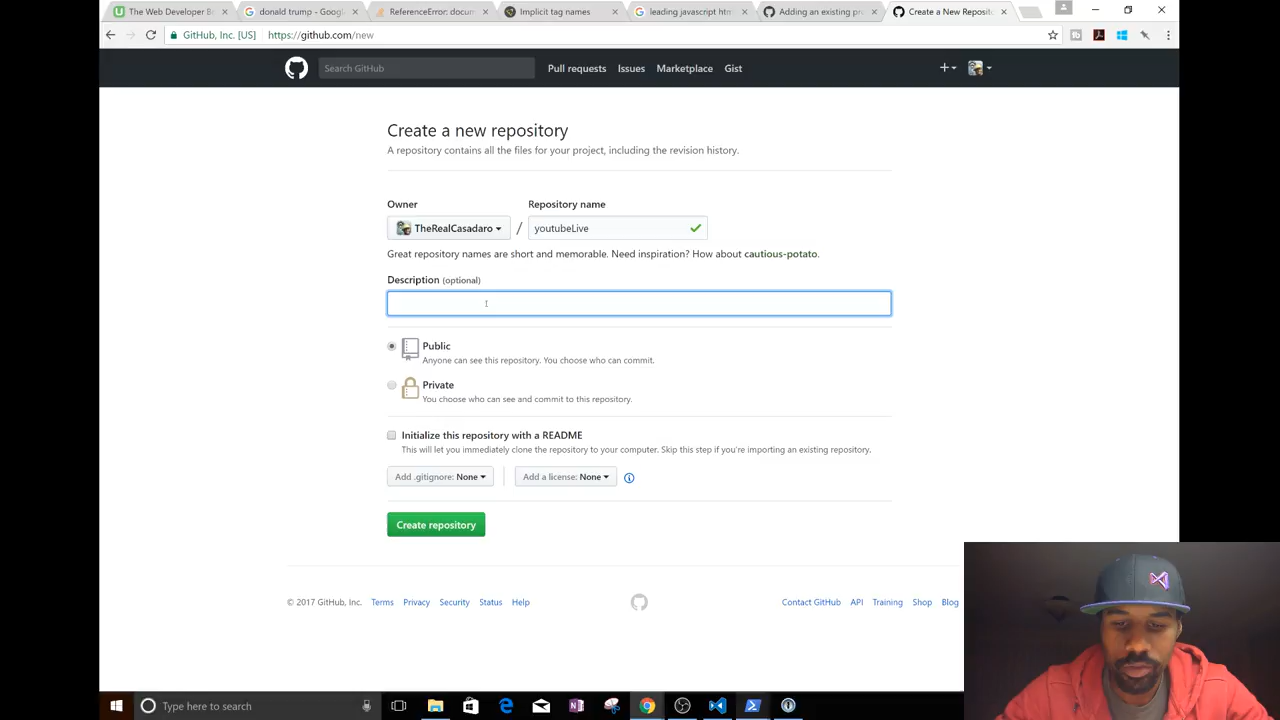 The Web Developer B
donald trump - Goog
ReferenceError: docum
Implicit tag names
leading javascript htm
Adding an existing pr
Create a New Reposit
GitHub, Inc. [US]
https://github.com/new
Search GitHub
Pull requests
Issues
Marketplace
Gist
Create a new repository
A repository contains all the files for your project, including the revision history.
Owner
Repository name
TheRealCasadaro
/
youtubeLive
Great repository names are short and memorable. Need inspiration? How about cautious-potato.
Description (optional)
Public
Anyone can see this repository. You choose who can commit.
Private
You choose who can see and commit to this repository.
Initialize this repository with a README
This will let you immediately clone the repository to your computer. Skip this step if you're importing an existing repository.
Add .gitignore: None
Add a license: None
Create repository
© 2017 GitHub, Inc.
Terms
Privacy
Security
Status
Help
Contact GitHub
API
Training
Shop
Blog
Type here to search